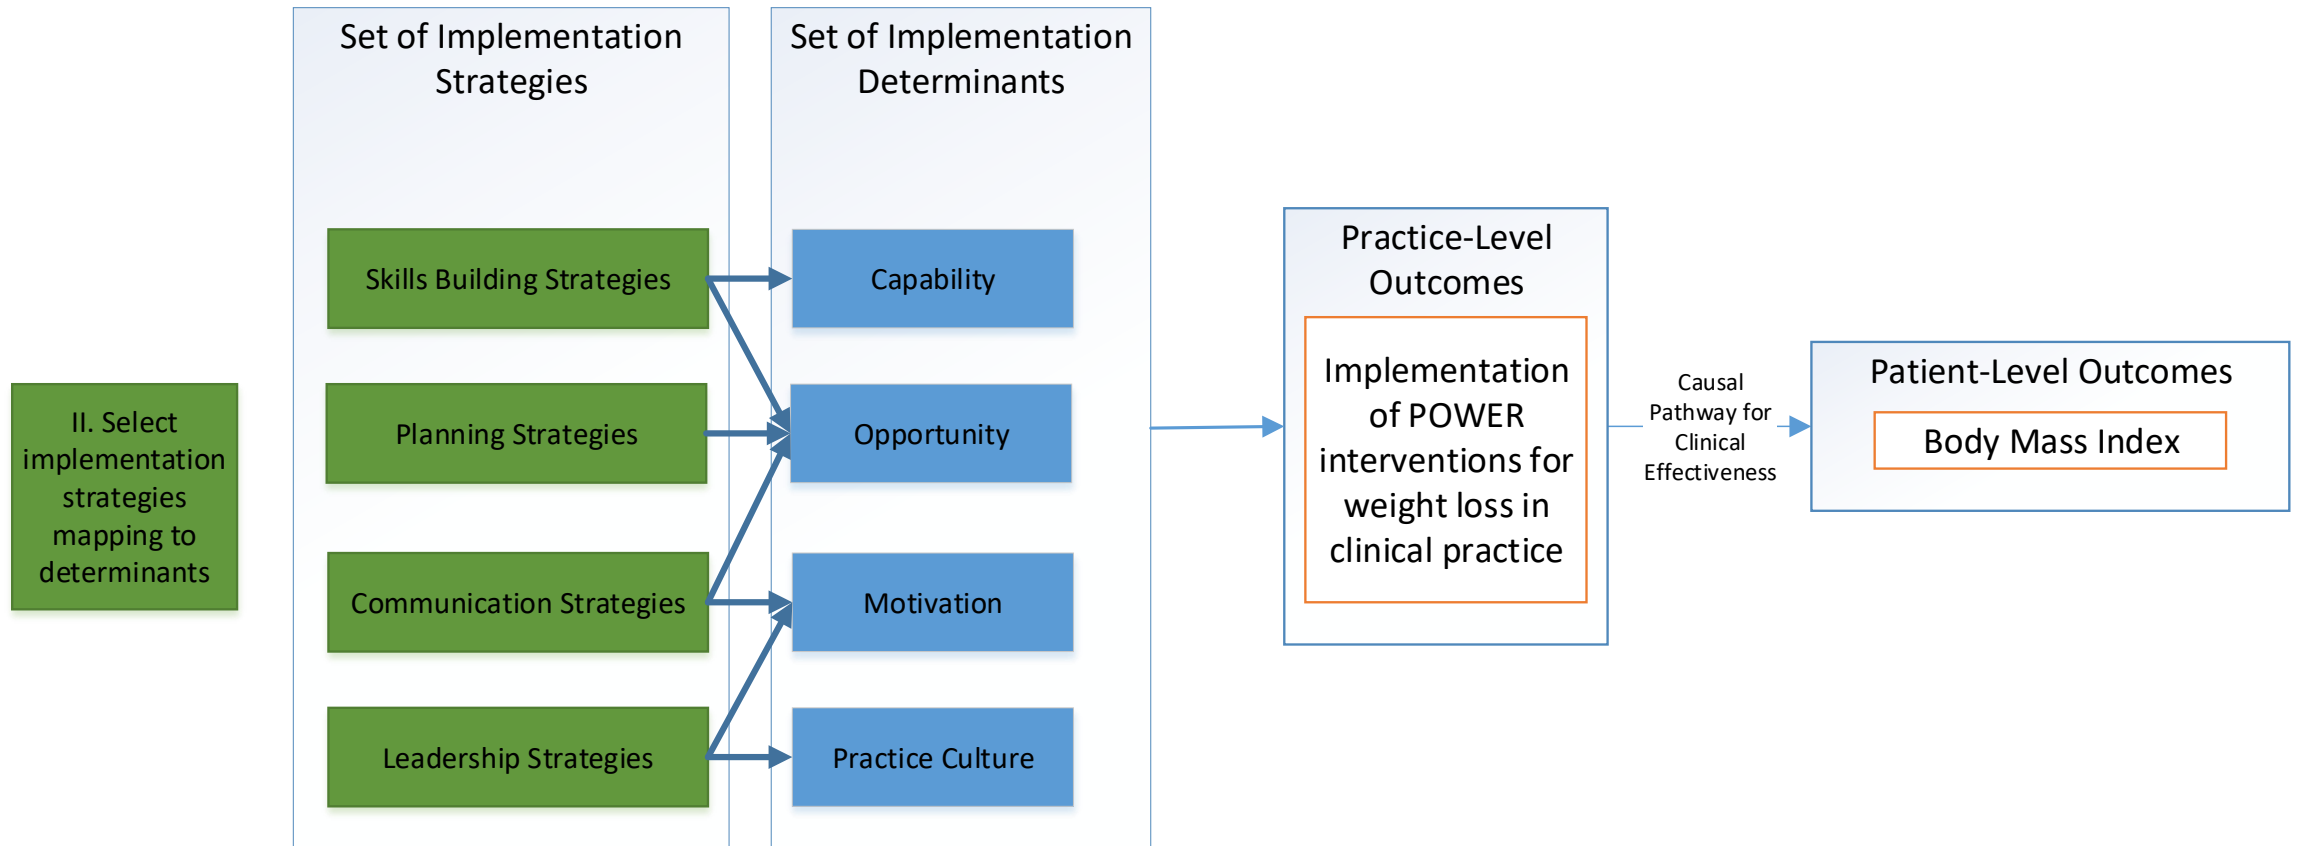 II. Select
implementation
strategies
mapping to
determinants
Set of Implementation
Strategies
Skills Building Strategies
Planning Strategies
Communication Strategies
Leadership Strategies
Set of Implementation
Determinants
Capability
Opportunity
Motivation
Practice Culture
Practice-Level
Outcomes
Implementation
of POWER
interventions for
weight loss in
clinical practice
Causal
Pathway for
Clinical
Effectiveness
Patient-Level Outcomes
Body Mass Index